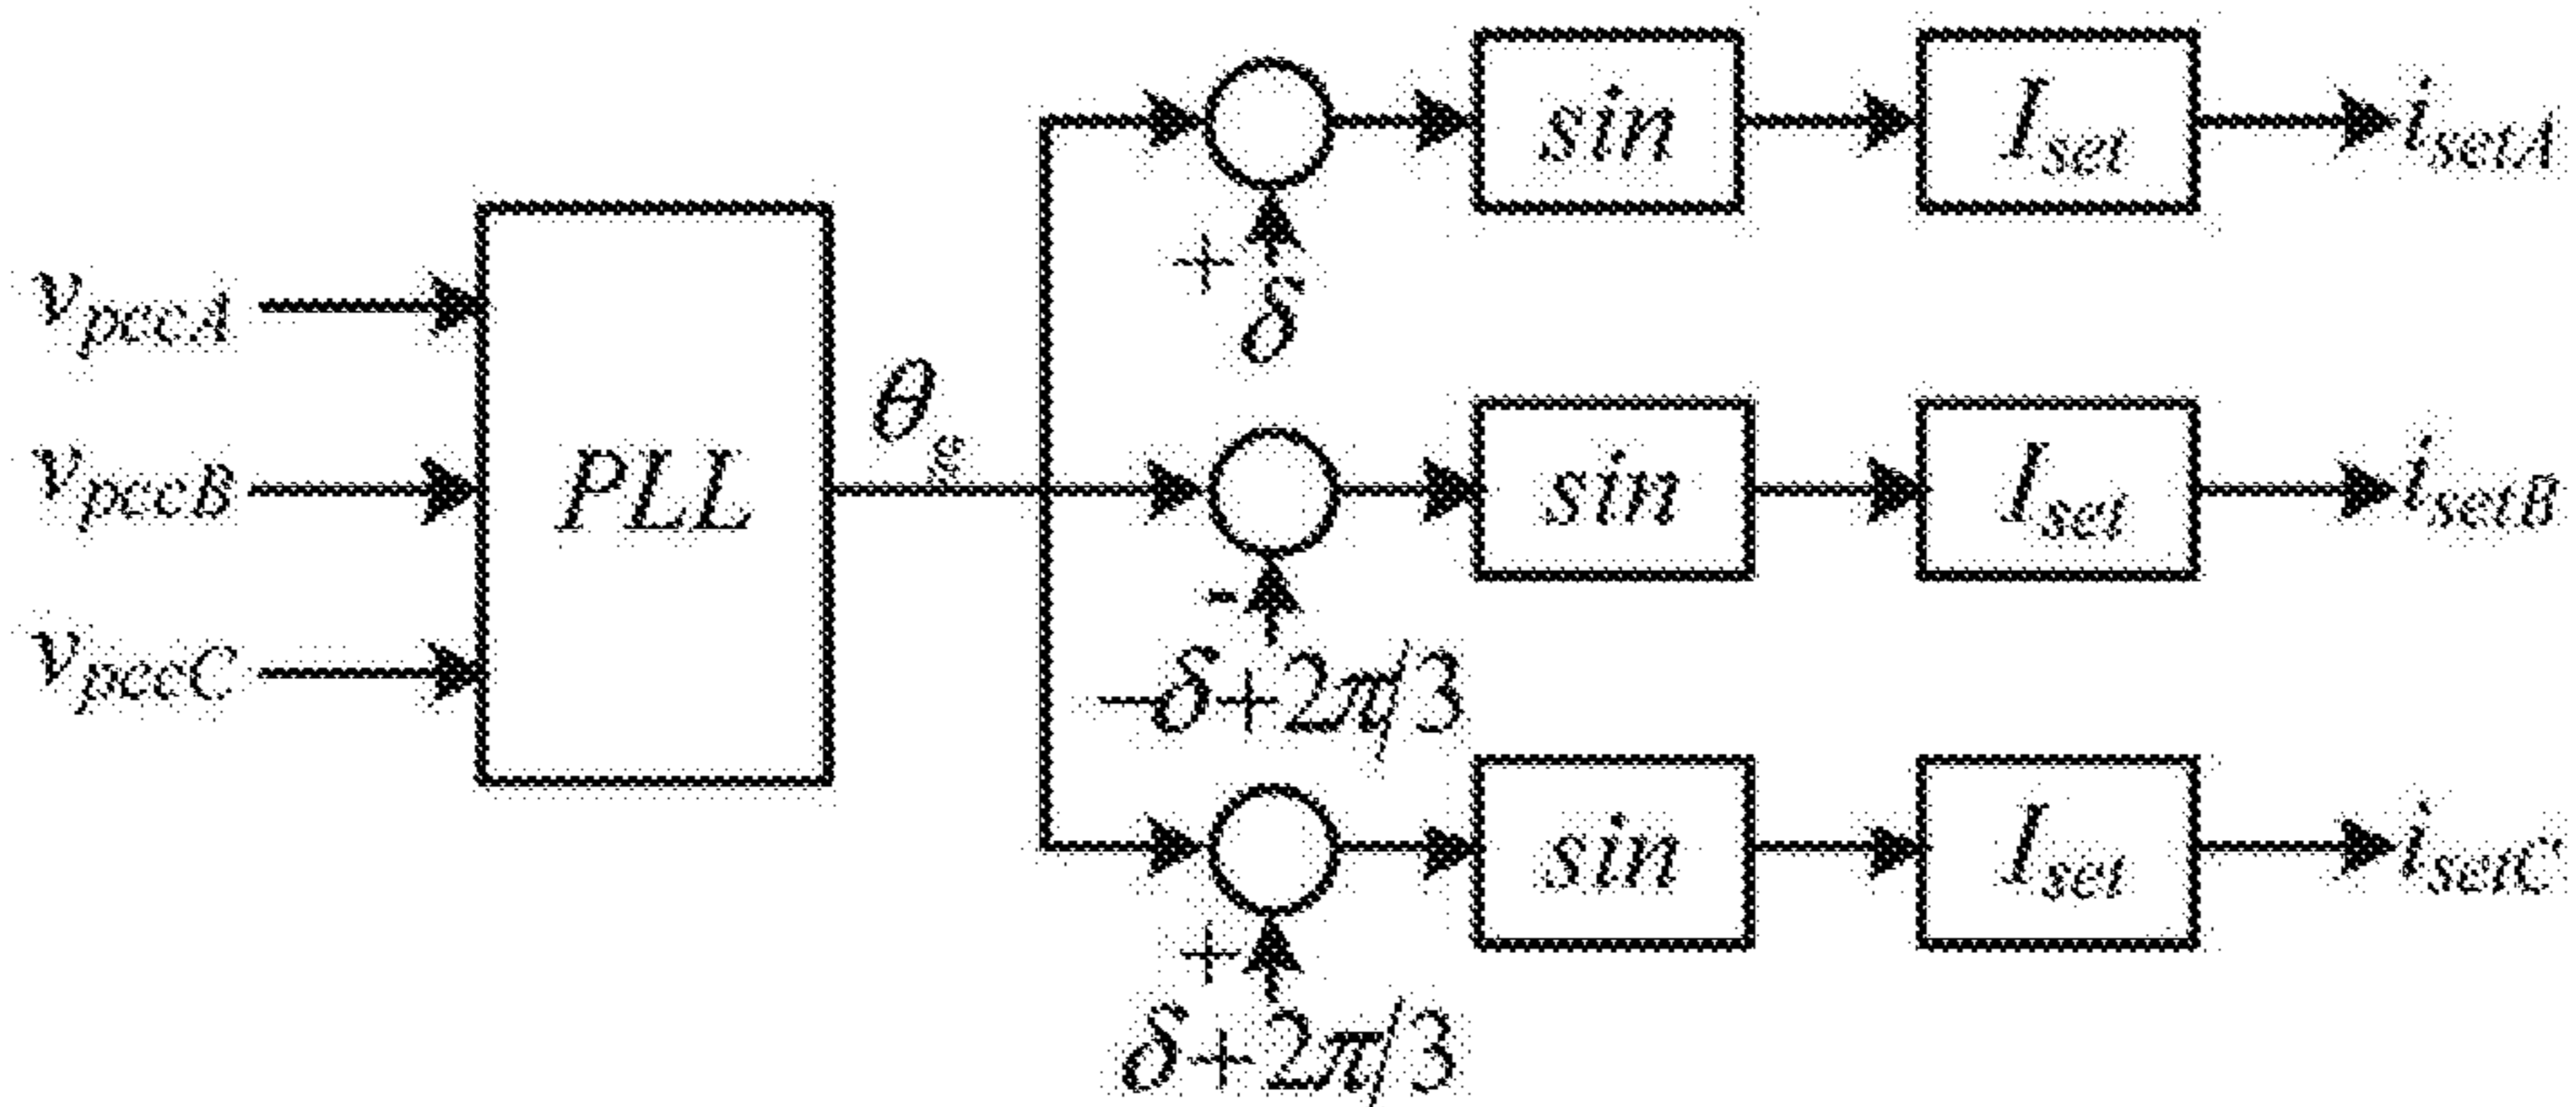 sin
I_set
i_setA
+
δ
v_pccA
θ_g
v_pccB
PLL
sin
I_set
i_setB
-
−δ+2π/3
v_pccC
sin
I_set
i_setC
+
δ+2π/3